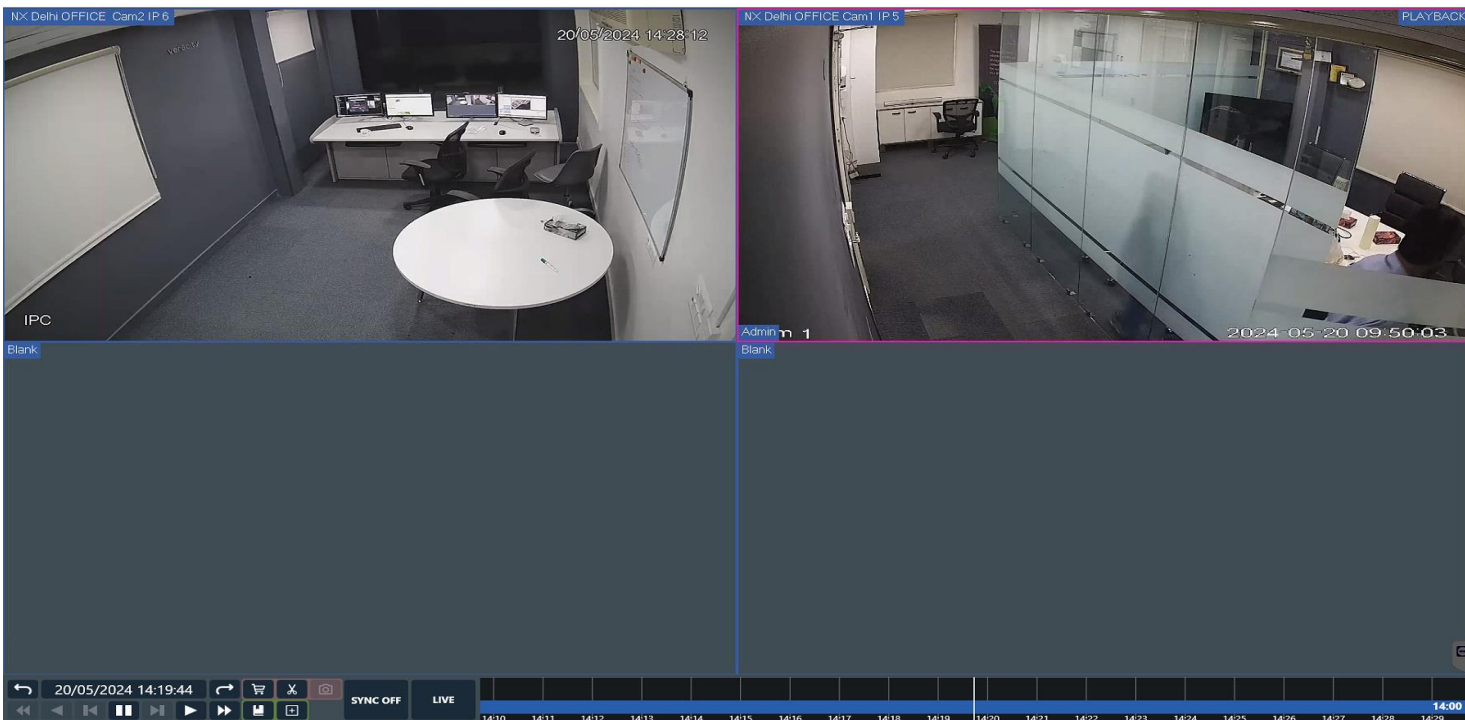 NX Delhi OFFICE Cam2 IP 6
20/05/2024 14:28:12
veracity
IPC
NX Delhi OFFICE Cam1 IP 5
PLAYBACK
Admin
m 1
2024-05-20 09:50:03
Blank
Blank
20/05/2024 14:19:44
SYNC OFF
LIVE
14:00
14:10 14:11 14:12 14:13 14:14 14:15 14:16 14:17 14:18 14:19 14:20 14:21 14:22 14:23 14:24 14:25 14:26 14:27 14:28 14:29